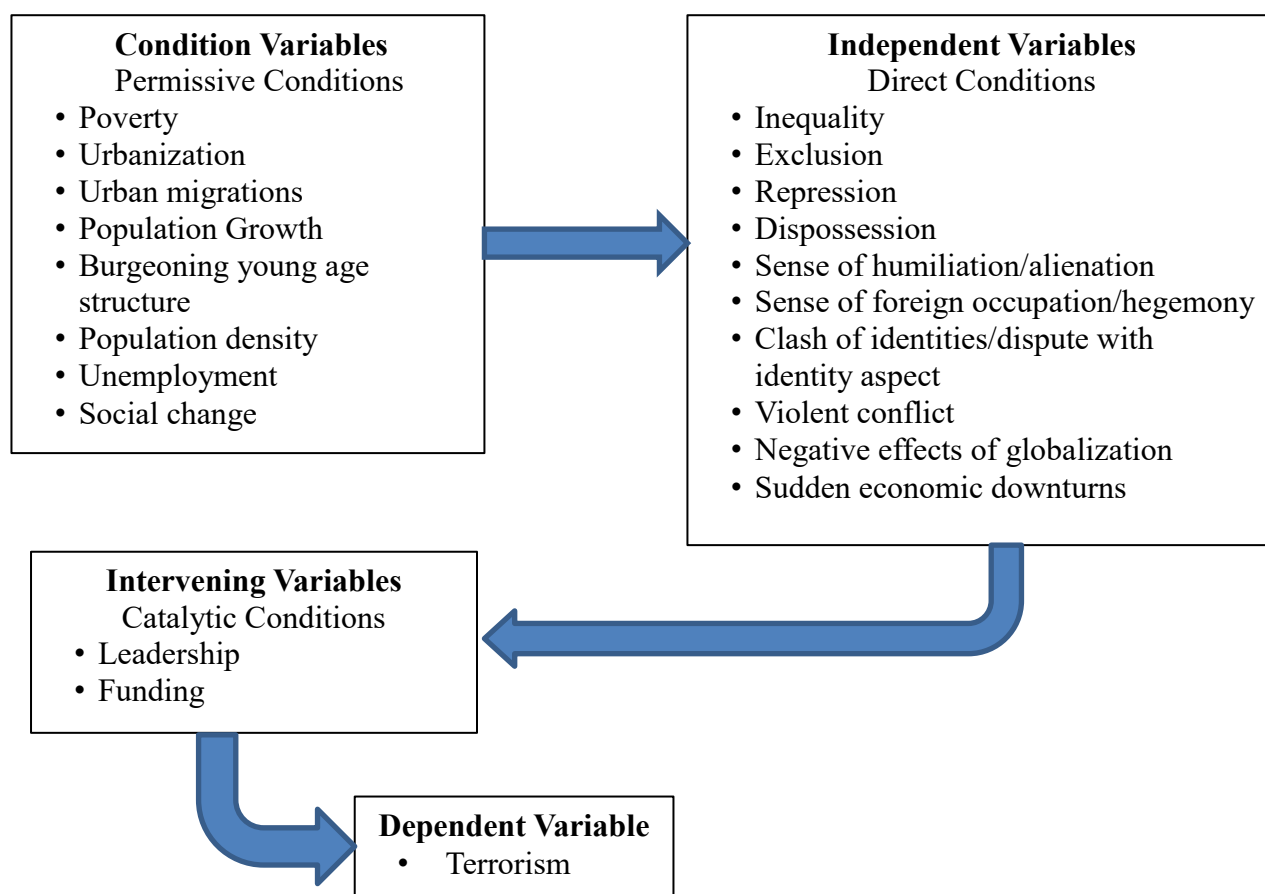 Condition Variables
Permissive Conditions
• Poverty
• Urbanization
• Urban migrations
• Population Growth
• Burgeoning young age
structure
• Population density
• Unemployment
• Social change
Independent Variables
Direct Conditions
• Inequality
• Exclusion
• Repression
• Dispossession
• Sense of humiliation/alienation
• Sense of foreign occupation/hegemony
• Clash of identities/dispute with
identity aspect
• Violent conflict
• Negative effects of globalization
• Sudden economic downturns
Intervening Variables
Catalytic Conditions
• Leadership
• Funding
Dependent Variable
• Terrorism